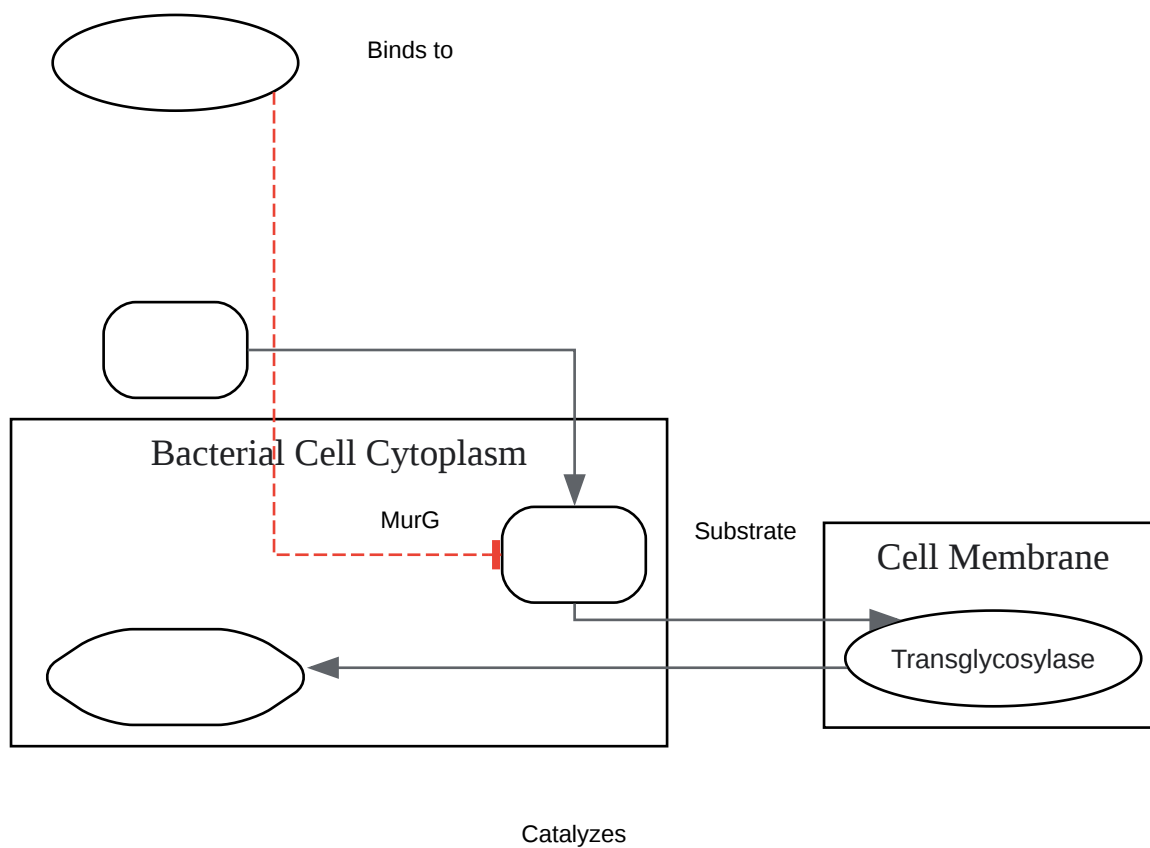 Binds to
Bacterial Cell Cytoplasm
MurG
Substrate
Cell Membrane
Transglycosylase
Catalyzes